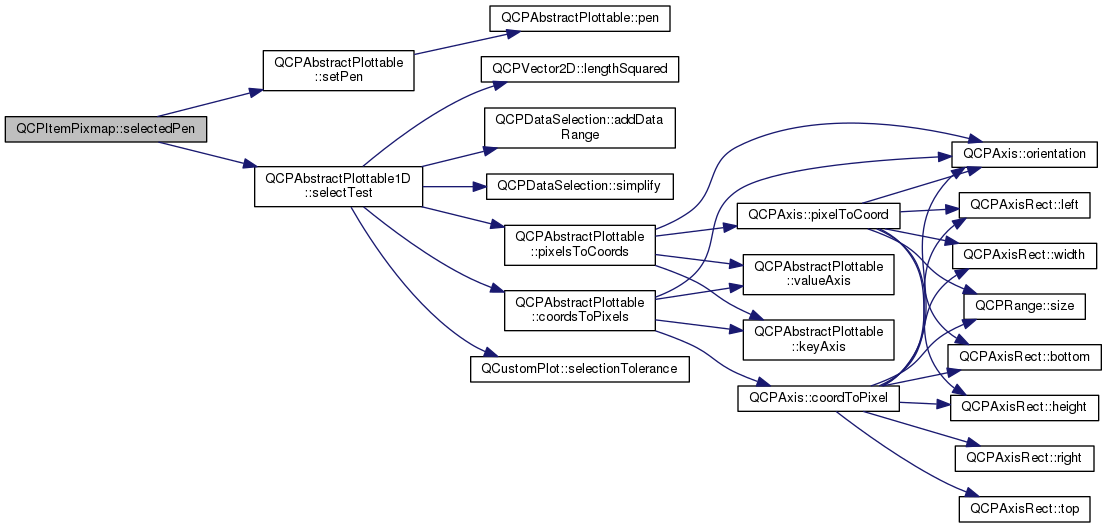 QCPItemPixmap::selectedPen
QCPAbstractPlottable
::setPen
QCPAbstractPlottable::pen
QCPAbstractPlottable1D
::selectTest
QCPVector2D::lengthSquared
QCPDataSelection::addData
Range
QCPDataSelection::simplify
QCPAbstractPlottable
::pixelsToCoords
QCPAbstractPlottable
::coordsToPixels
QCustomPlot::selectionTolerance
QCPAxis::pixelToCoord
QCPAbstractPlottable
::valueAxis
QCPAbstractPlottable
::keyAxis
QCPAxis::coordToPixel
QCPAxis::orientation
QCPAxisRect::left
QCPAxisRect::width
QCPRange::size
QCPAxisRect::bottom
QCPAxisRect::height
QCPAxisRect::right
QCPAxisRect::top